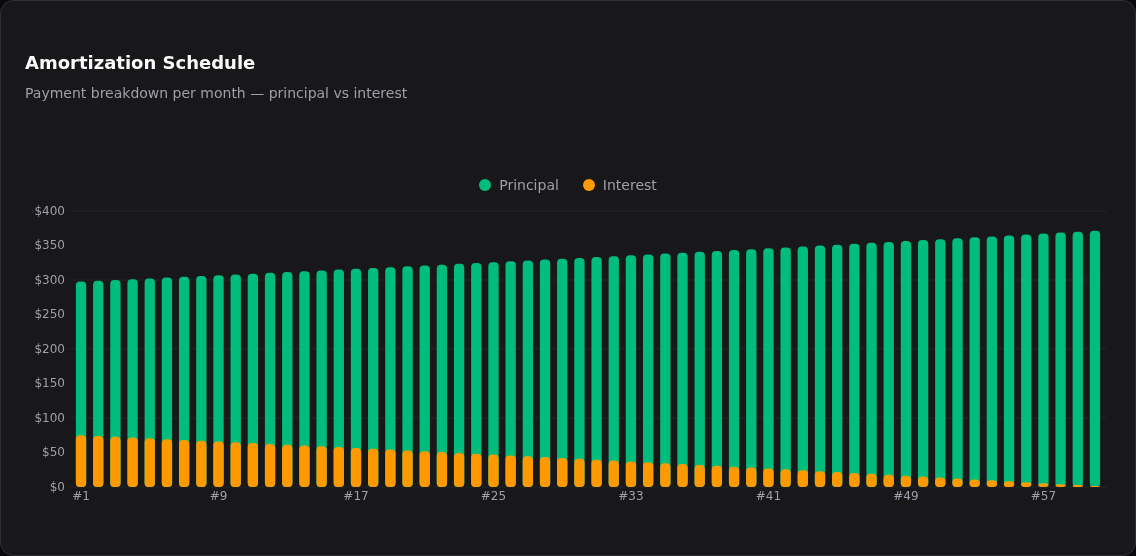 Amortization Schedule
Payment breakdown per month — principal vs interest
Principal Interest
$400
$350
$300
$250
$200
$150
$100
$50
$0
#1 #9 #17 #25 #33 #41 #49 #57